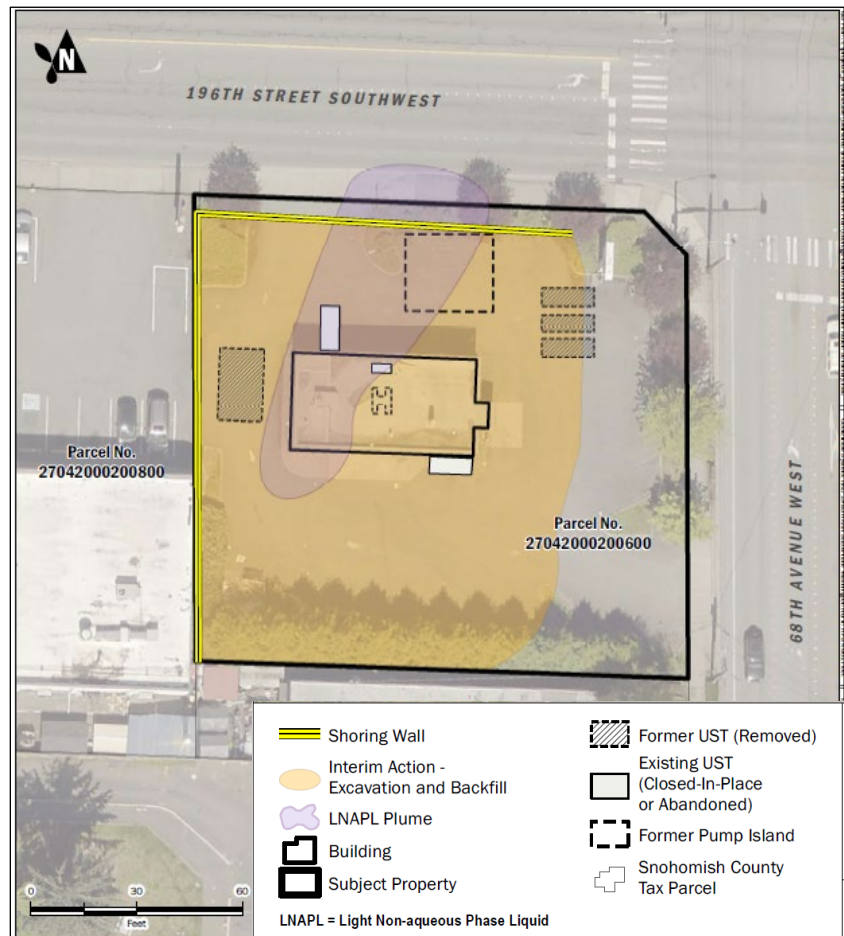 N
196TH STREET SOUTHWEST
Parcel No.
27042000200800
Parcel No.
27042000200600
68TH AVENUE WEST
Shoring Wall
Interim Action -
Excavation and Backfill
LNAPL Plume
Building
Subject Property
LNAPL = Light Non-aqueous Phase Liquid
Former UST (Removed)
Existing UST
(Closed-In-Place
or Abandoned)
Former Pump Island
Snohomish County
Tax Parcel
0 30 60
Feet